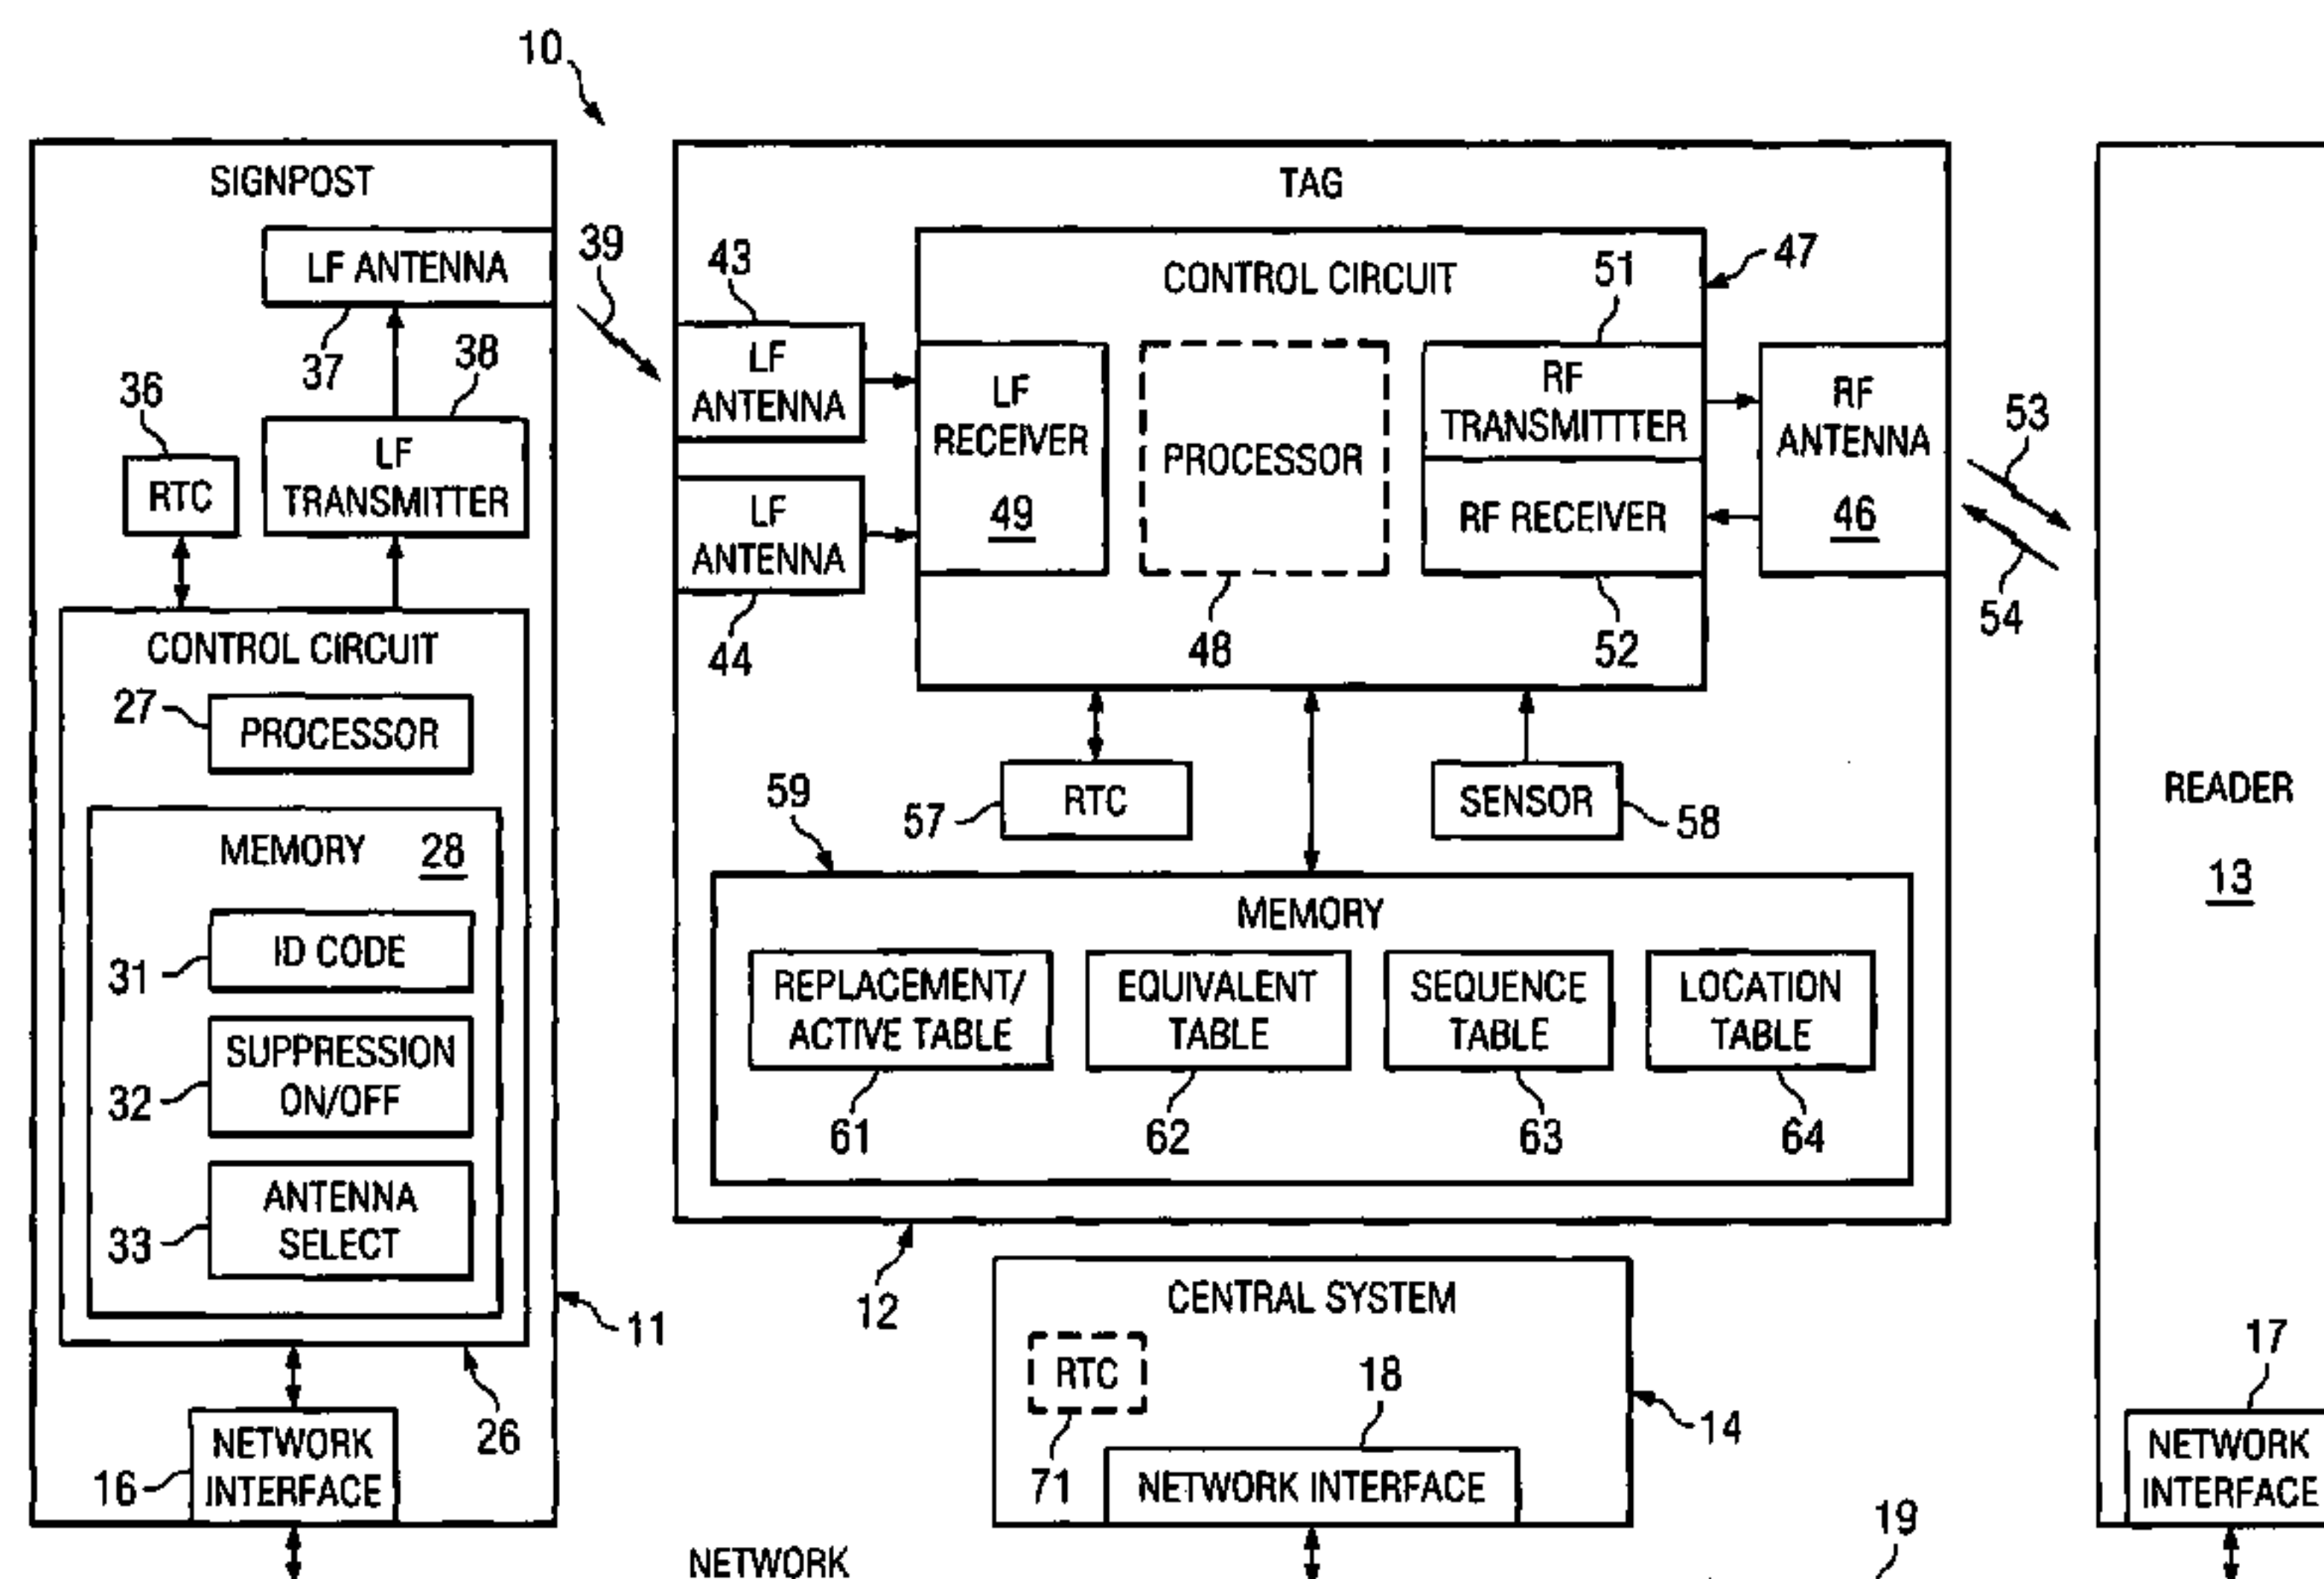 10
SIGNPOST
LF ANTENNA
37
38
36
RTC
LF
TRANSMITTER
39
CONTROL CIRCUIT
27
PROCESSOR
MEMORY 28
31
ID CODE
32
SUPPRESSION
ON/OFF
33
ANTENNA
SELECT
11
26
16
NETWORK
INTERFACE
TAG
43
LF
ANTENNA
LF
ANTENNA
44
CONTROL CIRCUIT
47
LF
RECEIVER
49
PROCESSOR
48
51
RF
TRANSMITTTER
RF RECEIVER
52
RF
ANTENNA
46
53
54
57
RTC
SENSOR
58
59
MEMORY
REPLACEMENT/
ACTIVE TABLE
61
EQUIVALENT
TABLE
62
SEQUENCE
TABLE
63
LOCATION
TABLE
64
12
CENTRAL SYSTEM
RTC
71
18
NETWORK INTERFACE
14
READER
13
17
NETWORK
INTERFACE
NETWORK
19